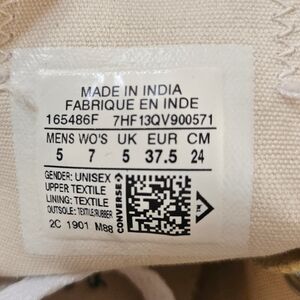 MADE IN INDIA
FABRIQUE EN INDE
165486F 7HF13QV900571
MENS WO'S UK EUR CM
5 7 5 37.5 24
GENDER: UNISEX
UPPER TEXTILE
LINING: TEXTILE
OUTSOLE: TEXTILE/RUBBER
2C 1901 M88
CONVERSE